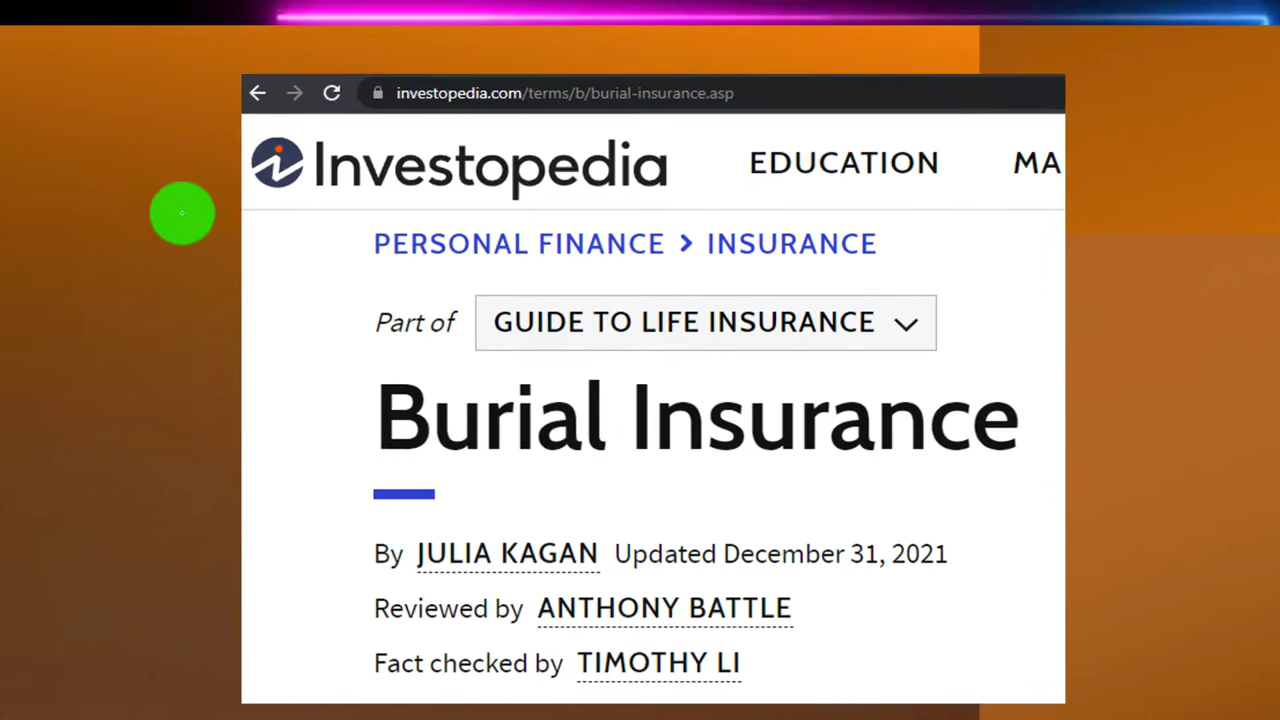 investopedia.com/terms/b/burial-insurance.asp
Investopedia EDUCATION MA
PERSONAL FINANCE > INSURANCE
Part of GUIDE TO LIFE INSURANCE
Burial Insurance
By JULIA KAGAN Updated December 31, 2021
Reviewed by ANTHONY BATTLE
Fact checked by TIMOTHY LI